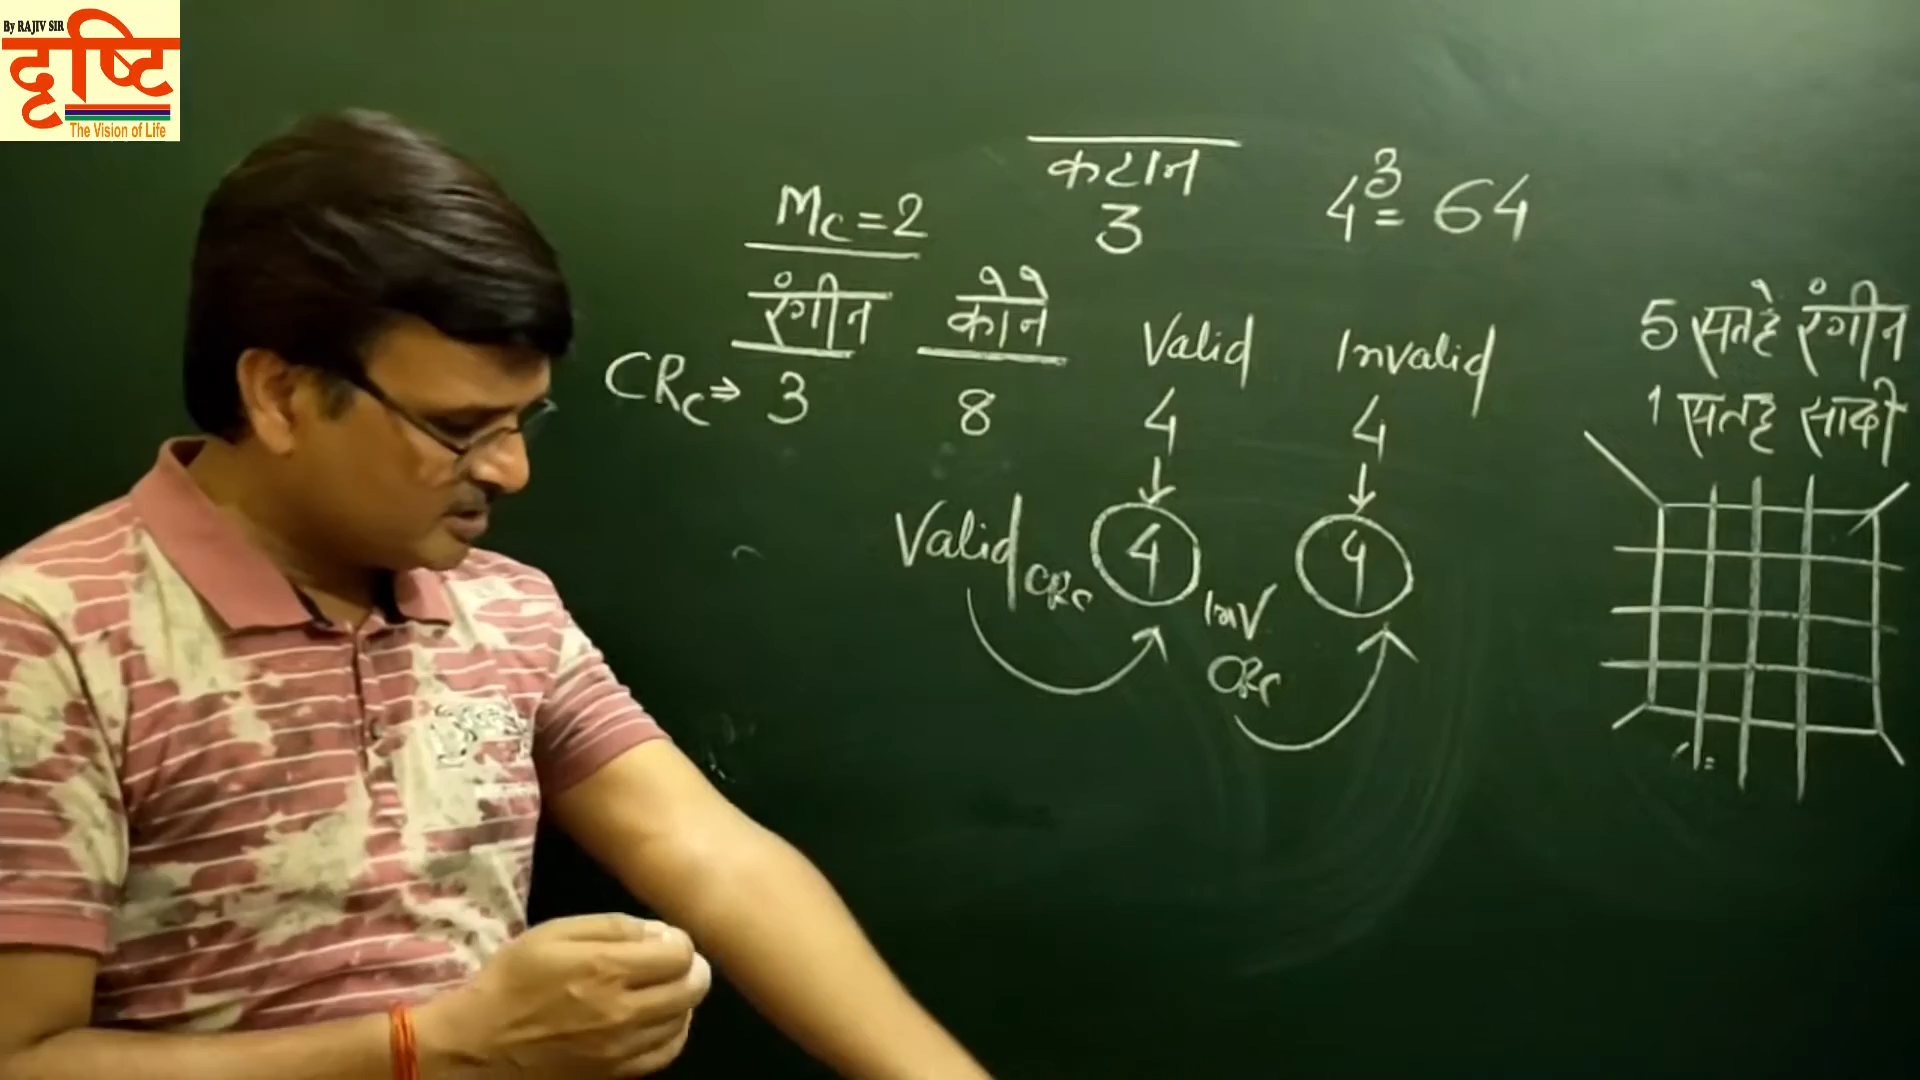 By RAJIV SIR
दृष्टि
The Vision of Life
कटान
3
4³ = 64
Mc = 2
रंगीन कोने Valid Invalid
CRc ⇒ 3 8 4 4
Valid CRc 4 Inv CRc 4
5 सतहे रंगीन
1 सतह सादी